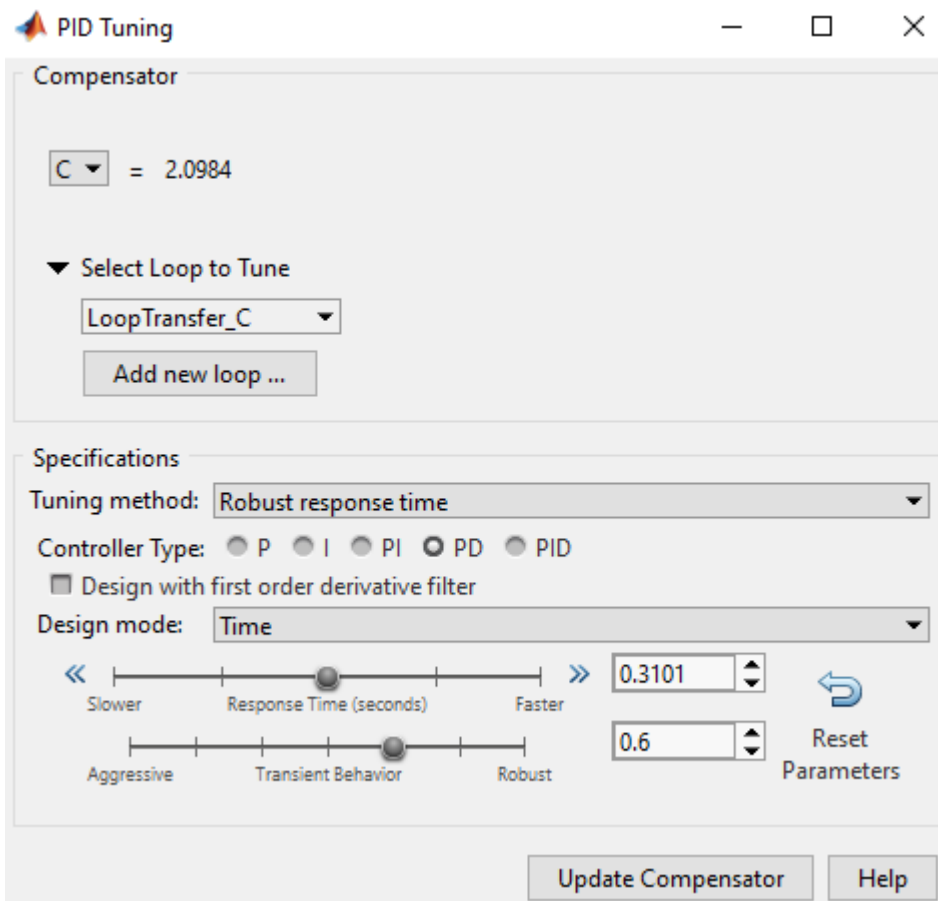 PID Tuning
Compensator
C = 2.0984
Select Loop to Tune
LoopTransfer_C
Add new loop ...
Specifications
Tuning method: Robust response time
Controller Type: P I PI PD PID
Design with first order derivative filter
Design mode: Time
0.3101
Slower Response Time (seconds) Faster
0.6
Aggressive Transient Behavior Robust
Reset
Parameters
Update Compensator Help